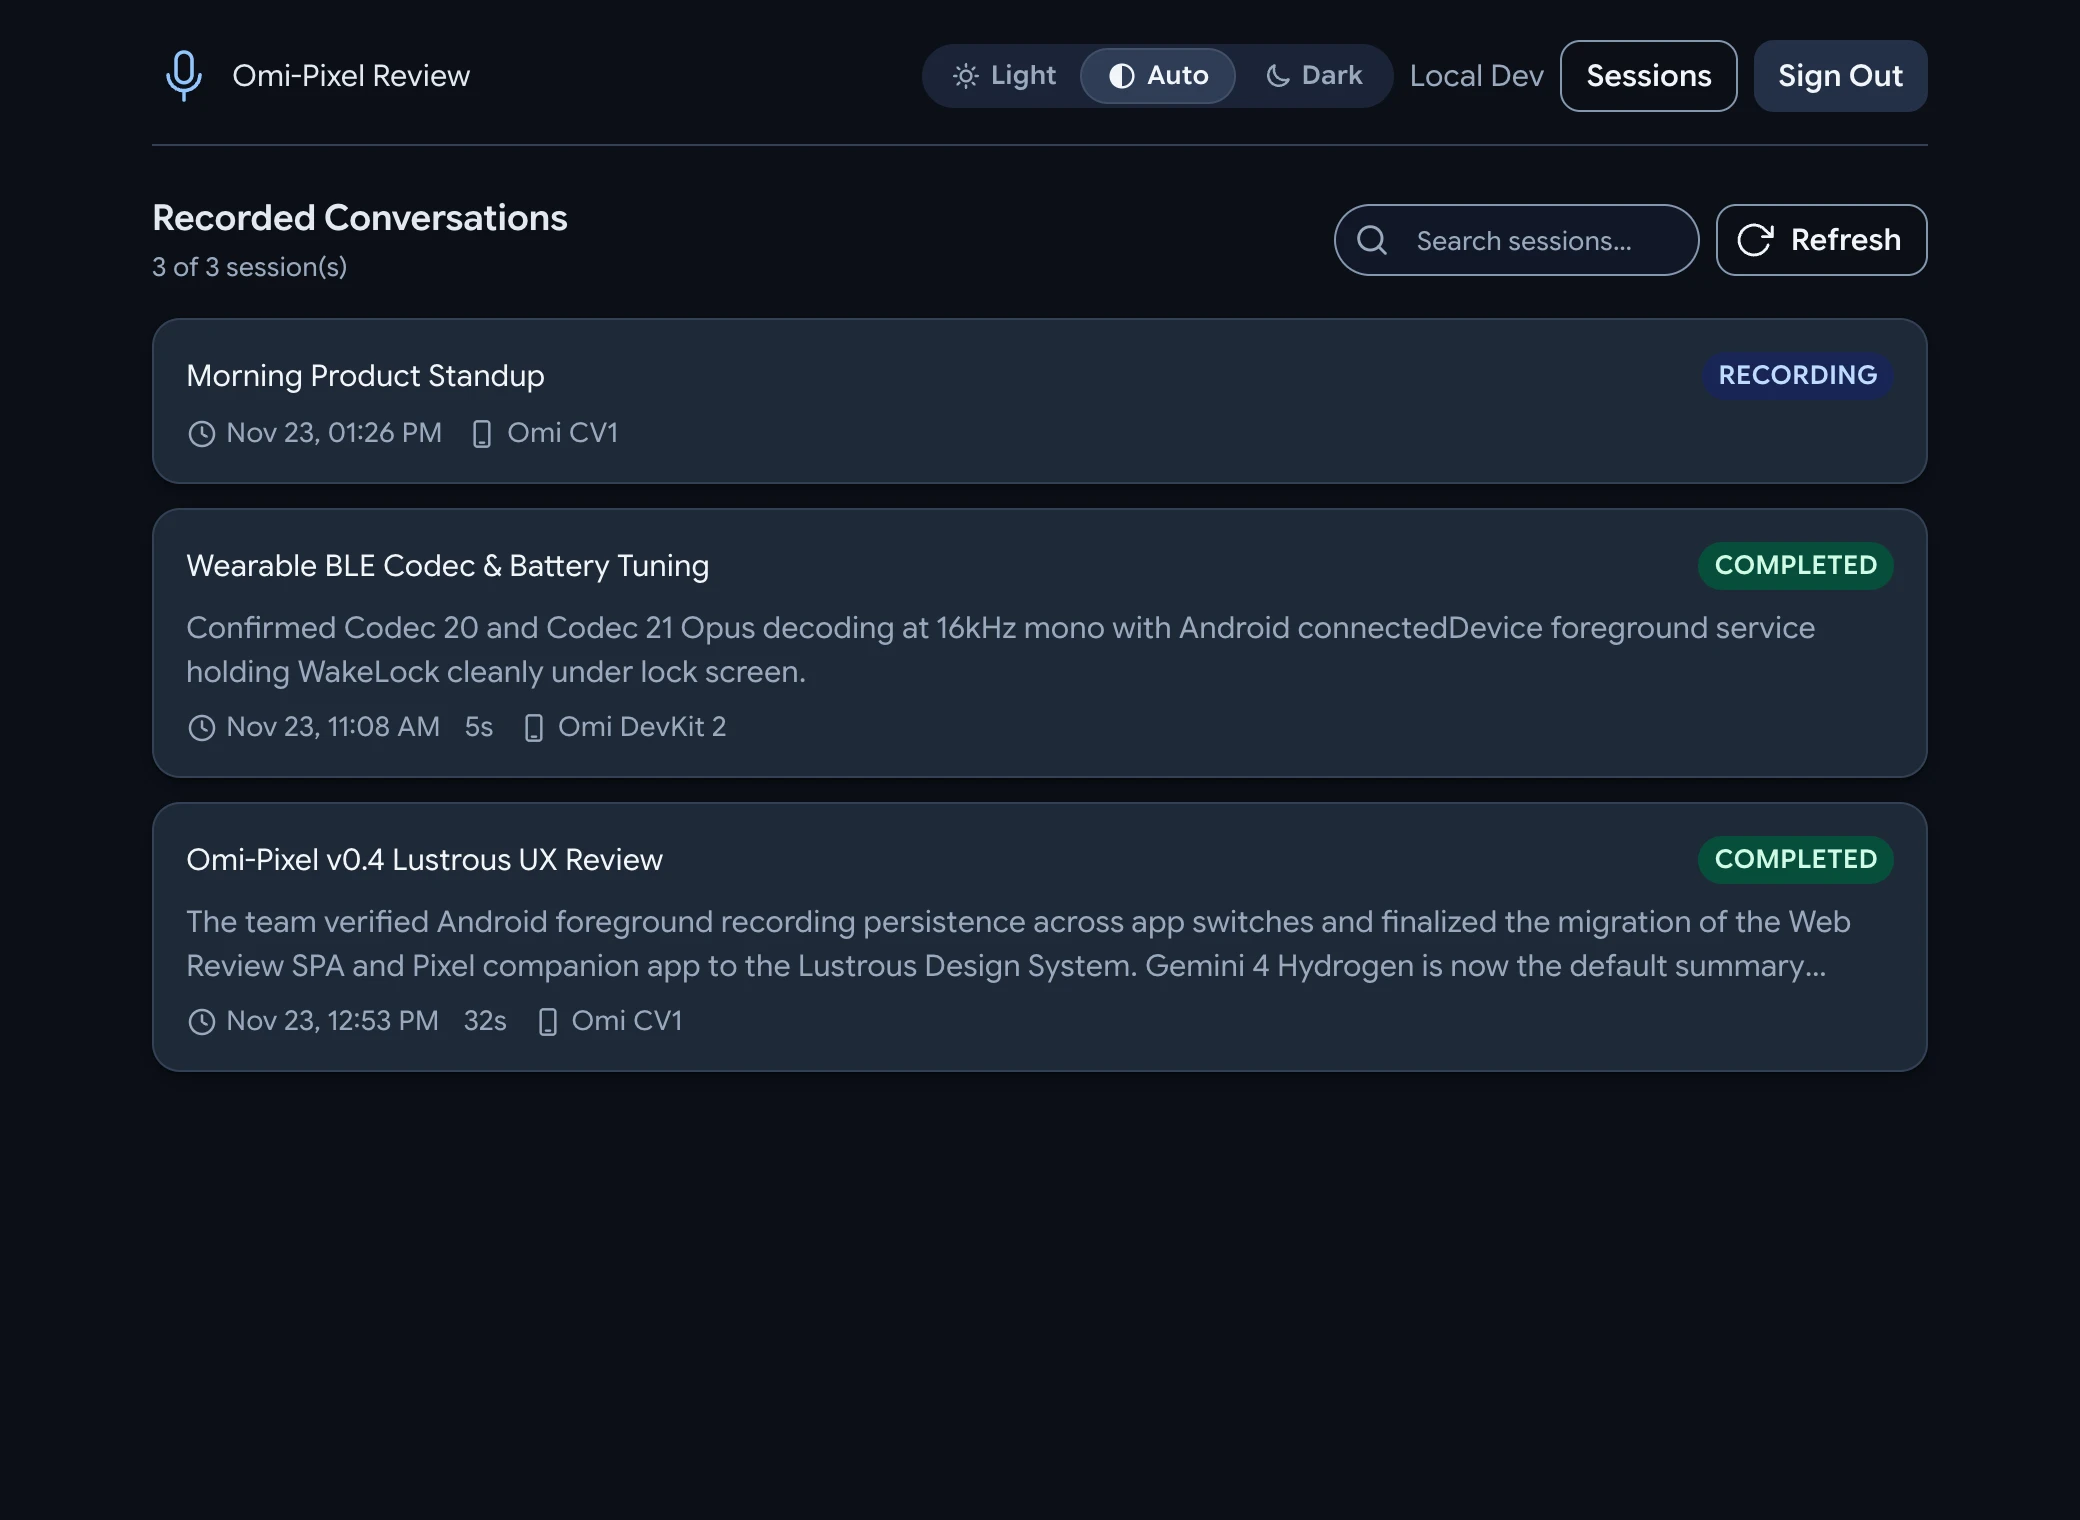 Omi-Pixel Review
Light Auto Dark Local Dev Sessions Sign Out
Recorded Conversations
3 of 3 session(s)
Search sessions... Refresh
Morning Product Standup RECORDING
Nov 23, 01:26 PM Omi CV1
Wearable BLE Codec & Battery Tuning COMPLETED
Confirmed Codec 20 and Codec 21 Opus decoding at 16kHz mono with Android connectedDevice foreground service
holding WakeLock cleanly under lock screen.
Nov 23, 11:08 AM 5s Omi DevKit 2
Omi-Pixel v0.4 Lustrous UX Review COMPLETED
The team verified Android foreground recording persistence across app switches and finalized the migration of the Web
Review SPA and Pixel companion app to the Lustrous Design System. Gemini 4 Hydrogen is now the default summary...
Nov 23, 12:53 PM 32s Omi CV1